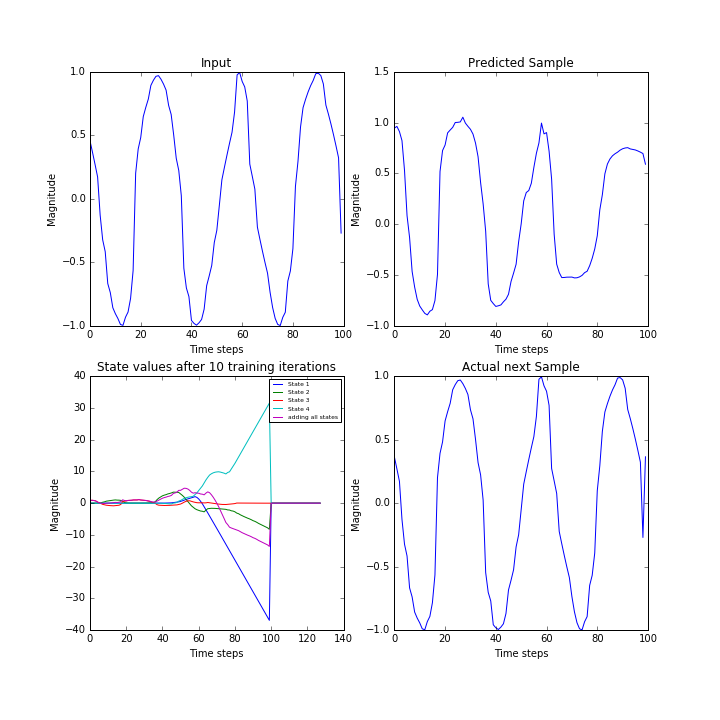 Input
Magnitude
1.0
0.5
0.0
−0.5
−1.0
0 20 40 60 80 100
Time steps
Predicted Sample
Magnitude
1.5
1.0
0.5
0.0
−0.5
−1.0
0 20 40 60 80 100
Time steps
State values after 10 training iterations
Magnitude
40
30
20
10
0
−10
−20
−30
−40
0 20 40 60 80 100 120 140
Time steps
State 1
State 2
State 3
State 4
adding all states
Actual next Sample
Magnitude
1.0
0.5
0.0
−0.5
−1.0
0 20 40 60 80 100
Time steps